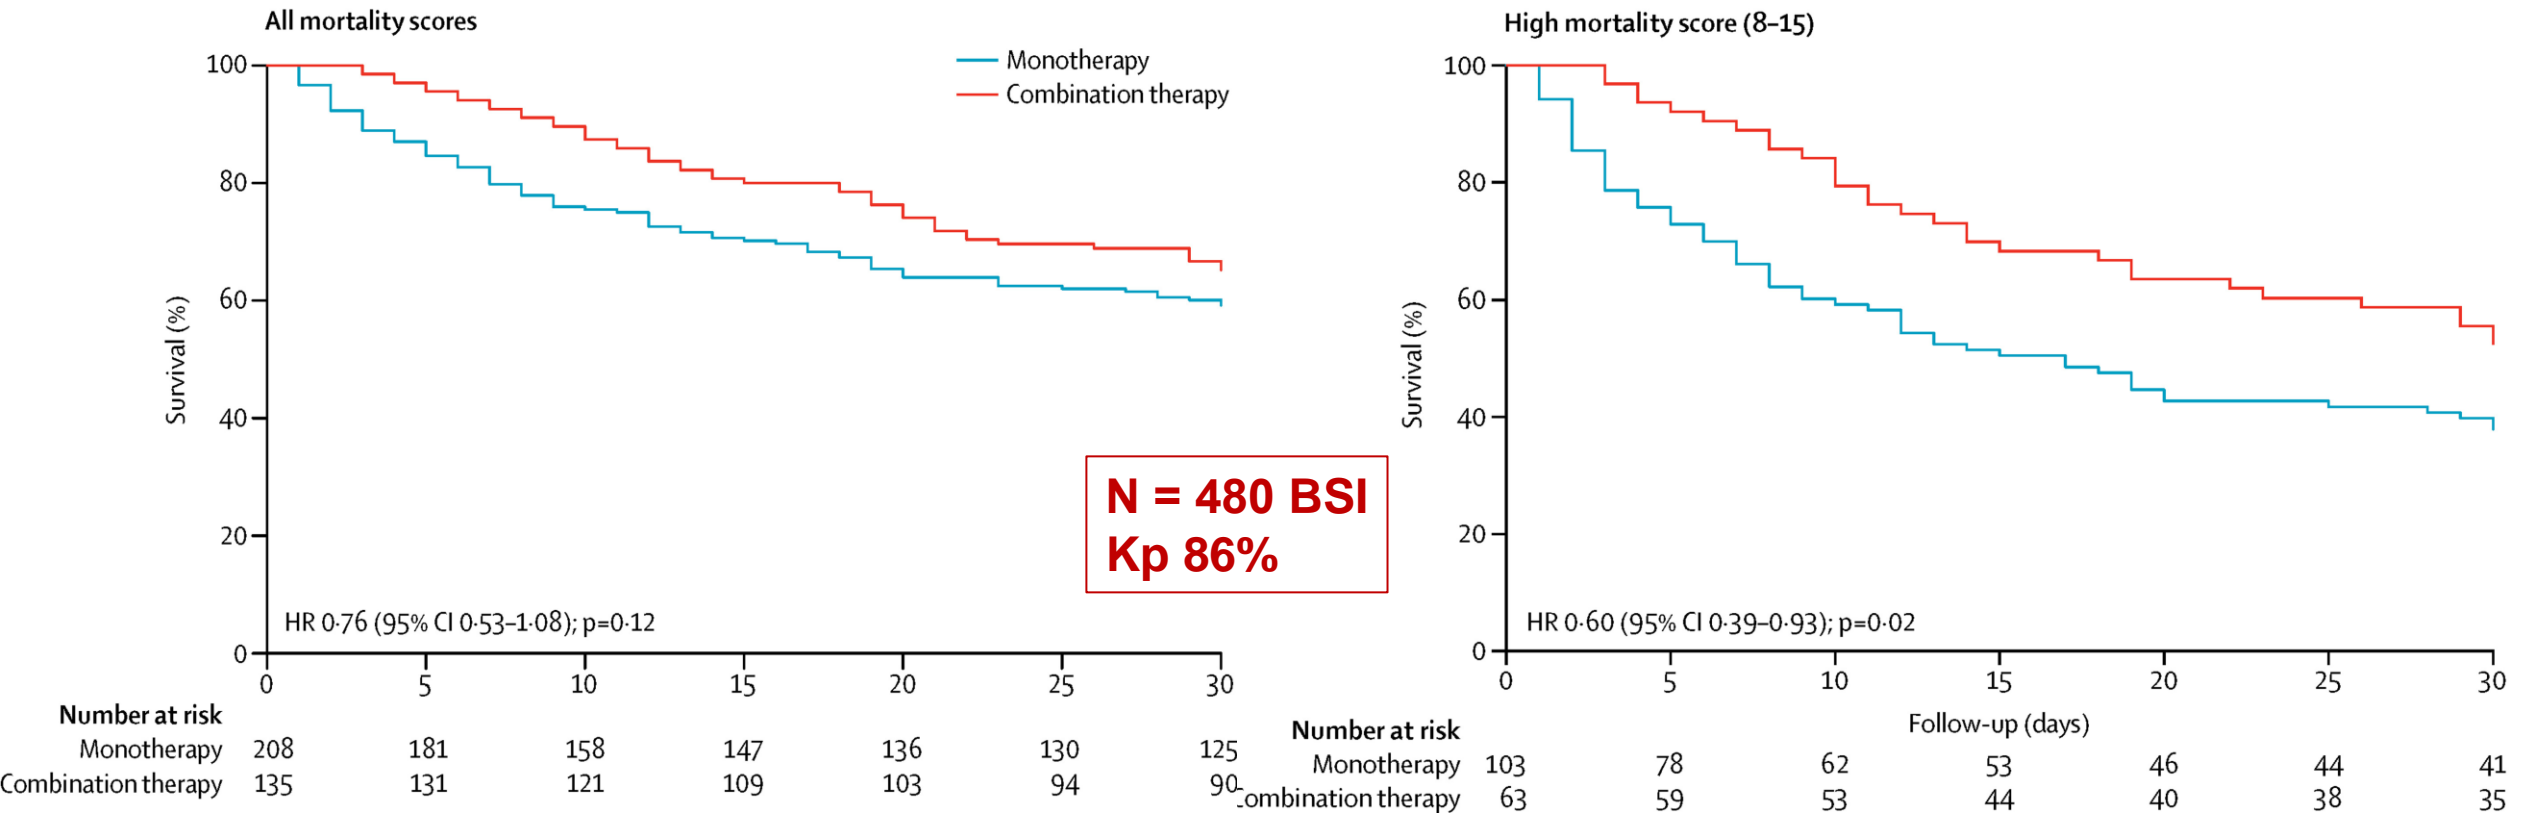 All mortality scores
Monotherapy
Combination therapy
100
80
60
40
20
0
Survival (%)
HR 0·76 (95% CI 0·53–1·08); p=0·12
0 5 10 15 20 25 30
Number at risk
Monotherapy 208 181 158 147 136 130 125
Combination therapy 135 131 121 109 103 94 90
N = 480 BSI
Kp 86%
High mortality score (8–15)
100
80
60
40
20
0
Survival (%)
HR 0·60 (95% CI 0·39–0·93); p=0·02
0 5 10 15 20 25 30
Follow-up (days)
Number at risk
Monotherapy 103 78 62 53 46 44 41
ombination therapy 63 59 53 44 40 38 35